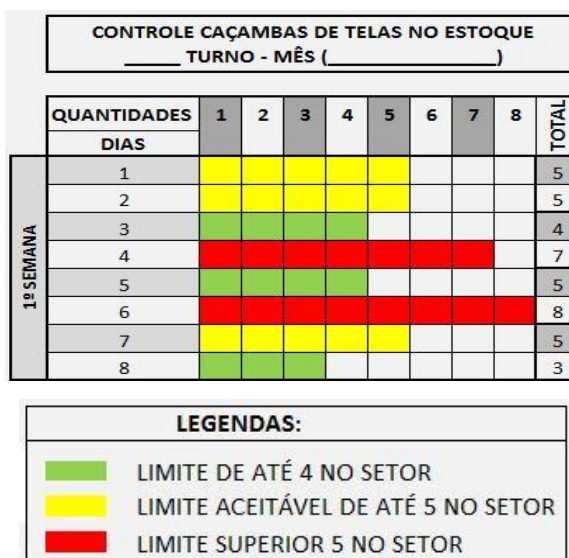 CONTROLE CAÇAMBAS DE TELAS NO ESTOQUE
_____ TURNO - MÊS (_______________)
QUANTIDADES 1 2 3 4 5 6 7 8 TOTAL
DIAS
1º SEMANA
1 5
2 5
3 4
4 7
5 5
6 8
7 5
8 3
LEGENDAS:
LIMITE DE ATÉ 4 NO SETOR
LIMITE ACEITÁVEL DE ATÉ 5 NO SETOR
LIMITE SUPERIOR 5 NO SETOR